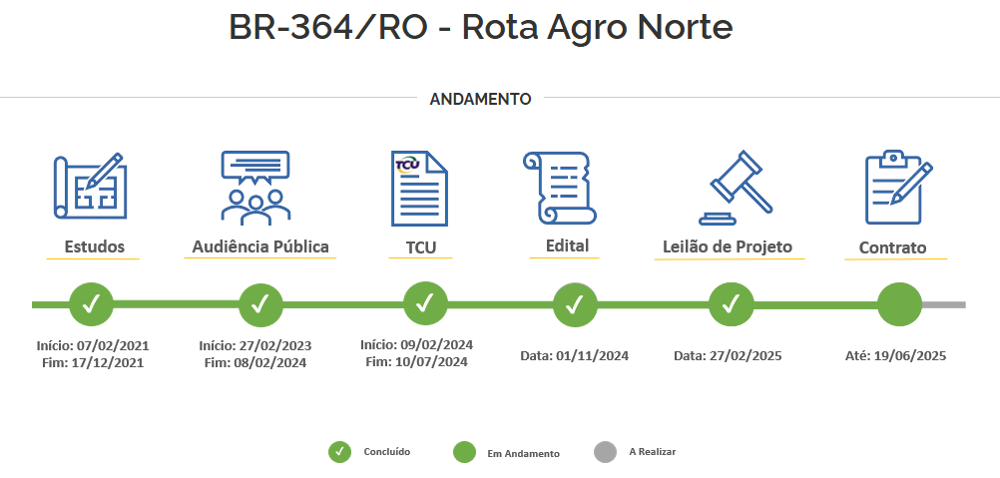 BR-364/RO - Rota Agro Norte
ANDAMENTO
TCU
Estudos
Audiência Pública
TCU
Edital
Leilão de Projeto
Contrato
Início: 07/02/2021
Fim: 17/12/2021
Início: 27/02/2023
Fim: 08/02/2024
Início: 09/02/2024
Fim: 10/07/2024
Data: 01/11/2024
Data: 27/02/2025
Até: 19/06/2025
Concluído
Em Andamento
A Realizar